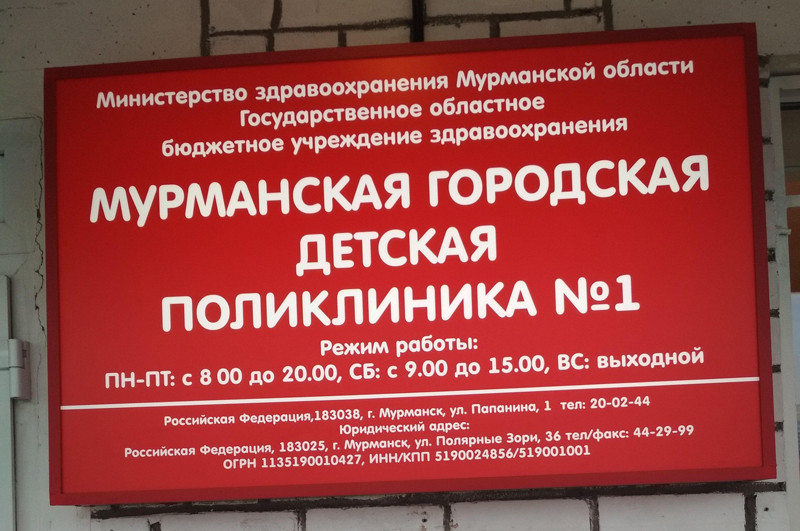 Министерство здравоохранения Мурманской области
Государственное областное
бюджетное учреждение здравоохранения
МУРМАНСКАЯ ГОРОДСКАЯ
ДЕТСКАЯ
ПОЛИКЛИНИКА №1
Режим работы:
ПН-ПТ: с 8 00 до 20.00, СБ: с 9.00 до 15.00, ВС: выходной
Российская Федерация,183038, г. Мурманск, ул. Папанина, 1 тел: 20-02-44
Юридический адрес:
Российская Федерация, 183025, г. Мурманск, ул. Полярные Зори, 36 тел/факс: 44-29-99
ОГРН 1135190010427, ИНН/КПП 5190024856/519001001